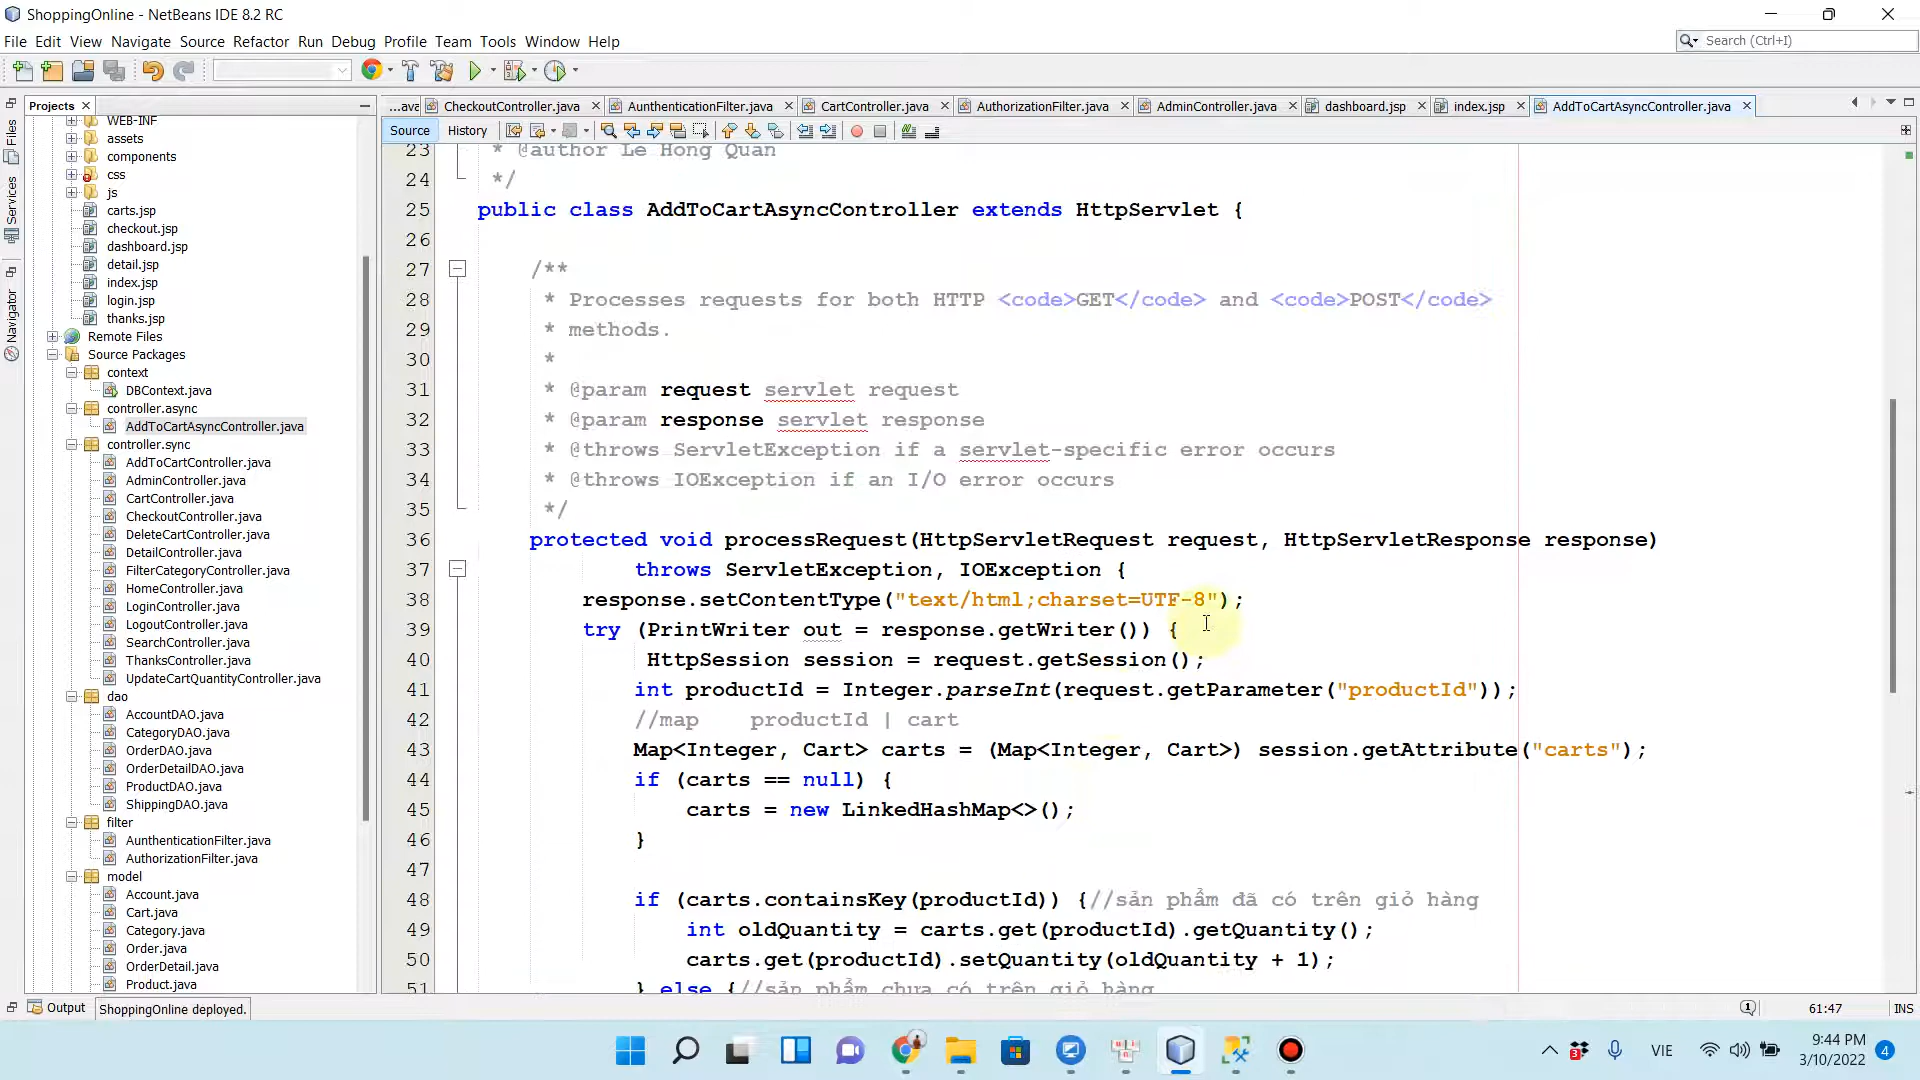 ShoppingOnline - NetBeans IDE 8.2 RC
File Edit View Navigate Source Refactor Run Debug Profile Team Tools Window Help
Search (Ctrl+I)
Projects
...ava CheckoutController.java AunthenticationFilter.java CartController.java AuthorizationFilter.java AdminController.java dashboard.jsp index.jsp AddToCartAsyncController.java
Source History
Files
Services
Navigator
WEB-INF
assets
components
css
js
carts.jsp
checkout.jsp
dashboard.jsp
detail.jsp
index.jsp
login.jsp
thanks.jsp
Remote Files
Source Packages
context
DBContext.java
controller.async
AddToCartAsyncController.java
controller.sync
AddToCartController.java
AdminController.java
CartController.java
CheckoutController.java
DeleteCartController.java
DetailController.java
FilterCategoryController.java
HomeController.java
LoginController.java
LogoutController.java
SearchController.java
ThanksController.java
UpdateCartQuantityController.java
dao
AccountDAO.java
CategoryDAO.java
OrderDAO.java
OrderDetailDAO.java
ProductDAO.java
ShippingDAO.java
filter
AunthenticationFilter.java
AuthorizationFilter.java
model
Account.java
Cart.java
Category.java
Order.java
OrderDetail.java
Product.java
23 * @author Le Hong Quan
24 */
25 public class AddToCartAsyncController extends HttpServlet {
26
27 /**
28 * Processes requests for both HTTP <code>GET</code> and <code>POST</code>
29 * methods.
30 *
31 * @param request servlet request
32 * @param response servlet response
33 * @throws ServletException if a servlet-specific error occurs
34 * @throws IOException if an I/O error occurs
35 */
36 protected void processRequest(HttpServletRequest request, HttpServletResponse response)
37 throws ServletException, IOException {
38 response.setContentType("text/html;charset=UTF-8");
39 try (PrintWriter out = response.getWriter()) {
40 HttpSession session = request.getSession();
41 int productId = Integer.parseInt(request.getParameter("productId"));
42 //map productId | cart
43 Map<Integer, Cart> carts = (Map<Integer, Cart>) session.getAttribute("carts");
44 if (carts == null) {
45 carts = new LinkedHashMap<>();
46 }
47
48 if (carts.containsKey(productId)) {//sản phẩm đã có trên giỏ hàng
49 int oldQuantity = carts.get(productId).getQuantity();
50 carts.get(productId).setQuantity(oldQuantity + 1);
51 } else {//sản phẩm chưa có trên giỏ hàng
Output ShoppingOnline deployed. 1 61:47 INS
3 VIE 9:44 PM
3/10/2022 4